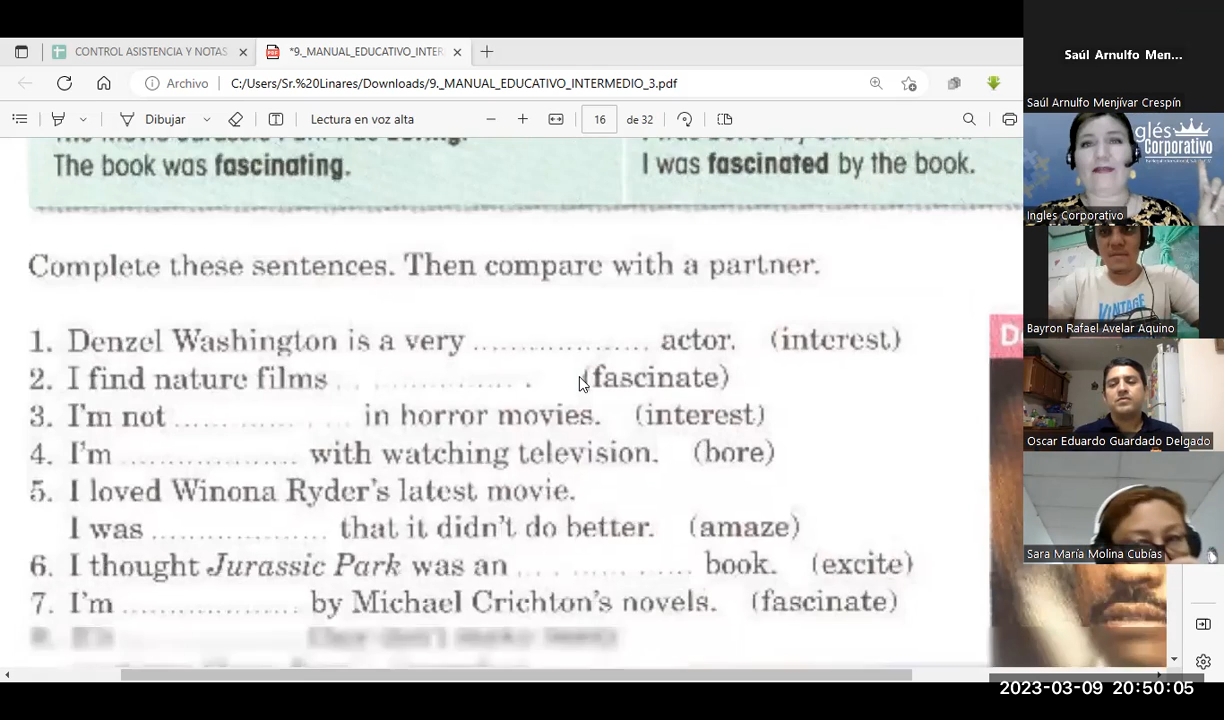 Saúl Arnulfo Men...
CONTROL ASISTENCIA Y NOTAS
*9._MANUAL_EDUCATIVO_INTER
Archivo
C:/Users/Sr.%20Linares/Downloads/9._MANUAL_EDUCATIVO_INTERMEDIO_3.pdf
Saúl Arnulfo Menjívar Crespín
Dibujar
Lectura en voz alta
16
de 32
glés
Corporativo
The book was fascinating.
I was fascinated by the book.
Ingles Corporativo
Complete these sentences. Then compare with a partner.
VINTAGE
Bayron Rafael Avelar Aquino
1. Denzel Washington is a very .................. actor. (interest)
2. I find nature films .................. . (fascinate)
3. I'm not .................. in horror movies. (interest)
4. I'm .................. with watching television. (bore)
Oscar Eduardo Guardado Delgado
5. I loved Winona Ryder's latest movie.
I was .................. that it didn't do better. (amaze)
Sara María Molina Cubías
6. I thought Jurassic Park was an .................. book. (excite)
7. I'm .................. by Michael Crichton's novels. (fascinate)
2023-03-09 20:50:05